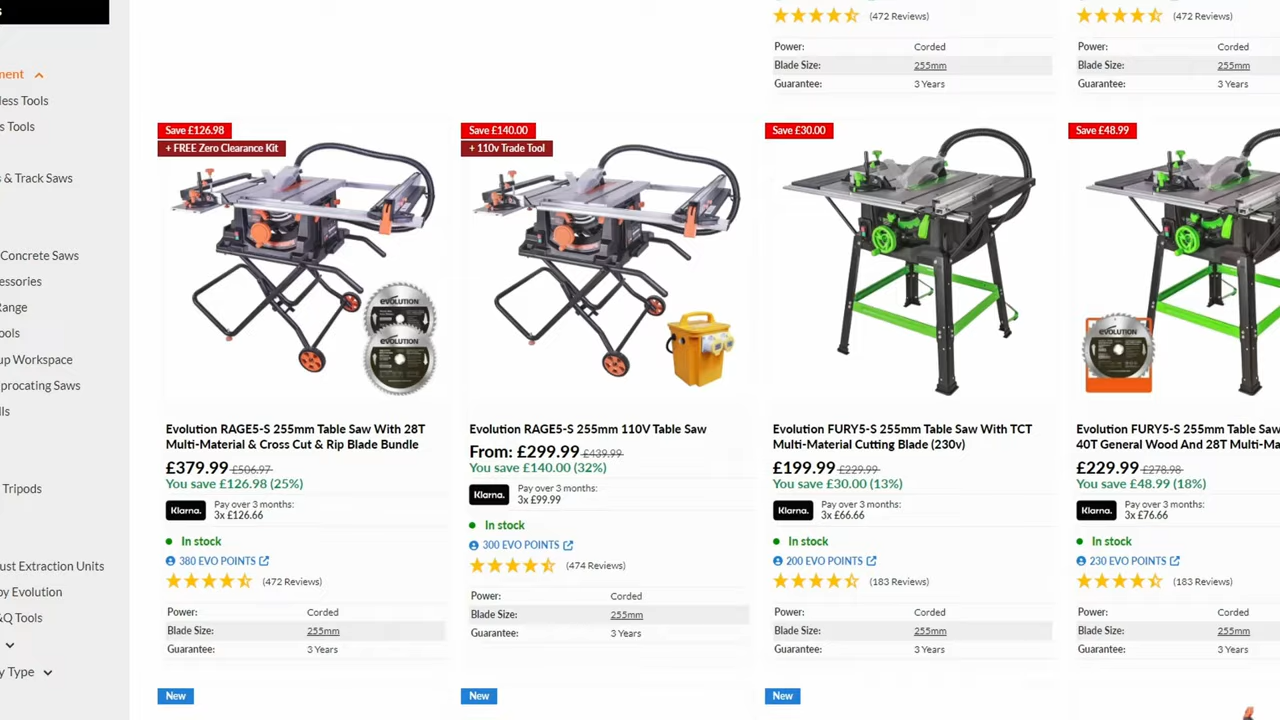 s
nent
less Tools
s Tools
& Track Saws
Concrete Saws
essories
Range
ools
up Workspace
procating Saws
lls
Tripods
ust Extraction Units
by Evolution
&Q Tools
y Type
(472 Reviews)
Power: Corded
Blade Size: 255mm
Guarantee: 3 Years
(472 Reviews)
Power: Corded
Blade Size: 255mm
Guarantee: 3 Years
Save £126.98
+ FREE Zero Clearance Kit
EVOLUTION
EVOLUTION
Evolution RAGE5-S 255mm Table Saw With 28T
Multi-Material & Cross Cut & Rip Blade Bundle
£379.99 £506.97
You save £126.98 (25%)
Klarna. Pay over 3 months:
3x £126.66
In stock
380 EVO POINTS
(472 Reviews)
Power: Corded
Blade Size: 255mm
Guarantee: 3 Years
Save £140.00
+ 110v Trade Tool
Evolution RAGE5-S 255mm 110V Table Saw
From: £299.99 £439.99
You save £140.00 (32%)
Klarna. Pay over 3 months:
3x £99.99
In stock
300 EVO POINTS
(474 Reviews)
Power: Corded
Blade Size: 255mm
Guarantee: 3 Years
Save £30.00
Evolution FURY5-S 255mm Table Saw With TCT
Multi-Material Cutting Blade (230v)
£199.99 £229.99
You save £30.00 (13%)
Klarna. Pay over 3 months:
3x £66.66
In stock
200 EVO POINTS
(183 Reviews)
Power: Corded
Blade Size: 255mm
Guarantee: 3 Years
Save £48.99
EVOLUTION
Evolution FURY5-S 255mm Table Saw
40T General Wood And 28T Multi-Ma
£229.99 £278.98
You save £48.99 (18%)
Klarna. Pay over 3 months:
3x £76.66
In stock
230 EVO POINTS
(183 Reviews)
Power: Corded
Blade Size: 255mm
Guarantee: 3 Years
New
New
New